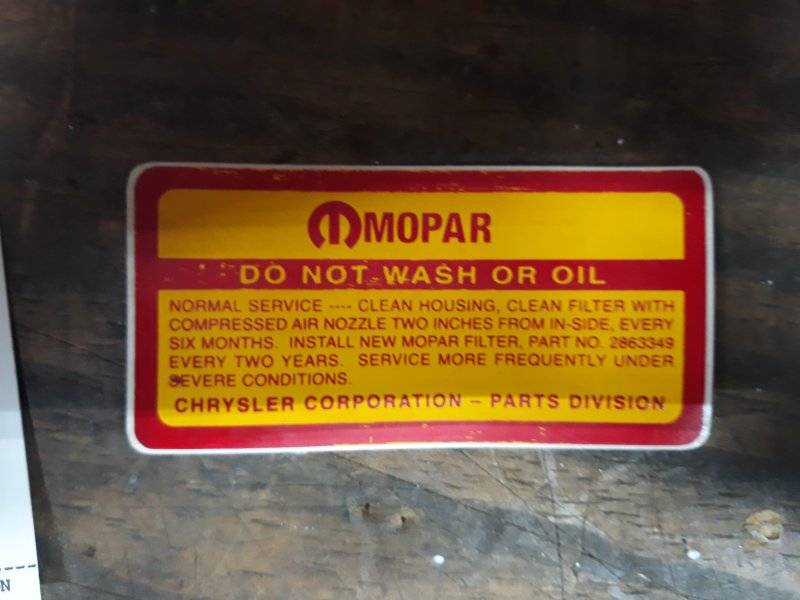 MOPAR
DO NOT WASH OR OIL
NORMAL SERVICE ---- CLEAN HOUSING, CLEAN FILTER WITH
COMPRESSED AIR NOZZLE TWO INCHES FROM IN-SIDE, EVERY
SIX MONTHS. INSTALL NEW MOPAR FILTER, PART NO. 2863349
EVERY TWO YEARS. SERVICE MORE FREQUENTLY UNDER
SEVERE CONDITIONS.
CHRYSLER CORPORATION – PARTS DIVISION
N